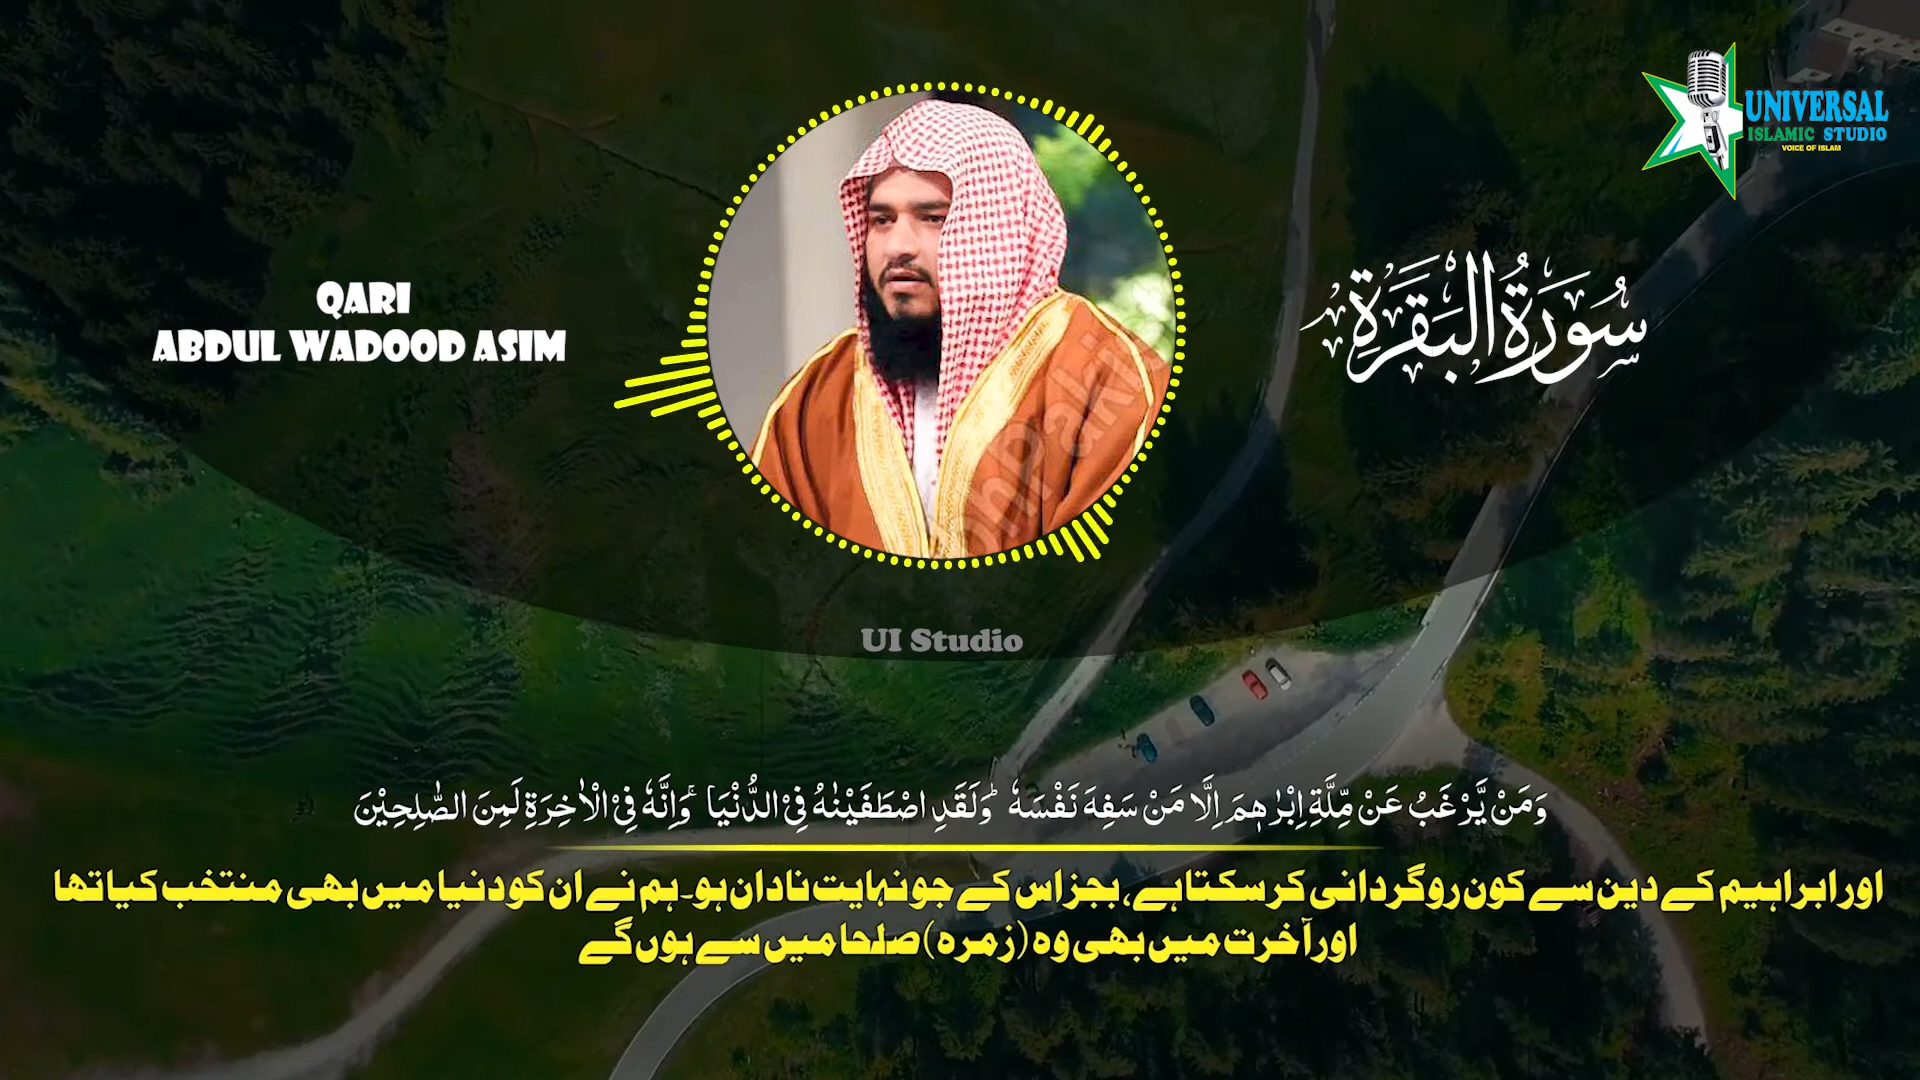 UNIVERSAL
ISLAMIC STUDIO
VOICE OF ISLAM
QARI
ABDUL WADOOD ASIM
سُورَةُ الْبَقَرَةِ
UI Studio
وَمَنْ يَّرْغَبُ عَنْ مِّلَّةِ اِبْرٰهٖمَ اِلَّا مَنْ سَفِهَ نَفْسَهٗ ؕ وَلَقَدِ اصْطَفَيْنٰهُ فِى الدُّنْيَا ۚ وَاِنَّهٗ فِى الْاٰخِرَةِ لَمِنَ الصّٰلِحِيْنَ
اور ابراہیم کے دین سے کون روگردانی کر سکتا ہے، بجز اس کے جو نہایت نادان ہو۔ ہم نے ان کو دنیا میں بھی منتخب کیا تھا
اور آخرت میں بھی وہ (زمرہ) صلحا میں سے ہوں گے